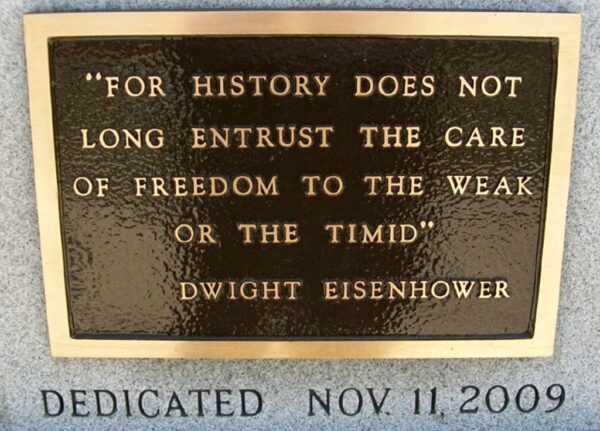 "FOR HISTORY DOES NOT
LONG ENTRUST THE CARE
OF FREEDOM TO THE WEAK
OR THE TIMID"
DWIGHT EISENHOWER
DEDICATED NOV. 11, 2009